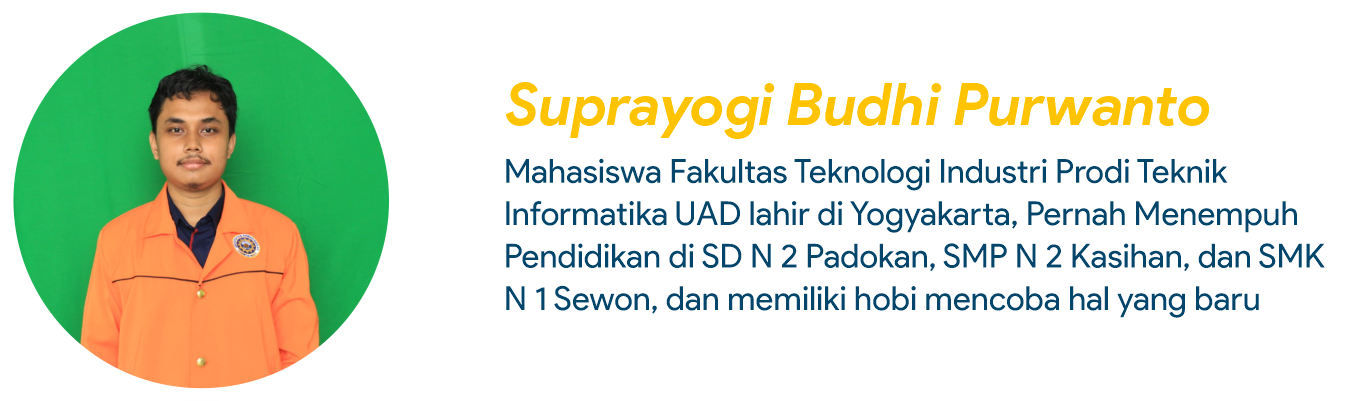 Suprayogi Budhi Purwanto
Mahasiswa Fakultas Teknologi Industri Prodi Teknik
Informatika UAD lahir di Yogyakarta, Pernah Menempuh
Pendidikan di SD N 2 Padokan, SMP N 2 Kasihan, dan SMK
N 1 Sewon, dan memiliki hobi mencoba hal yang baru